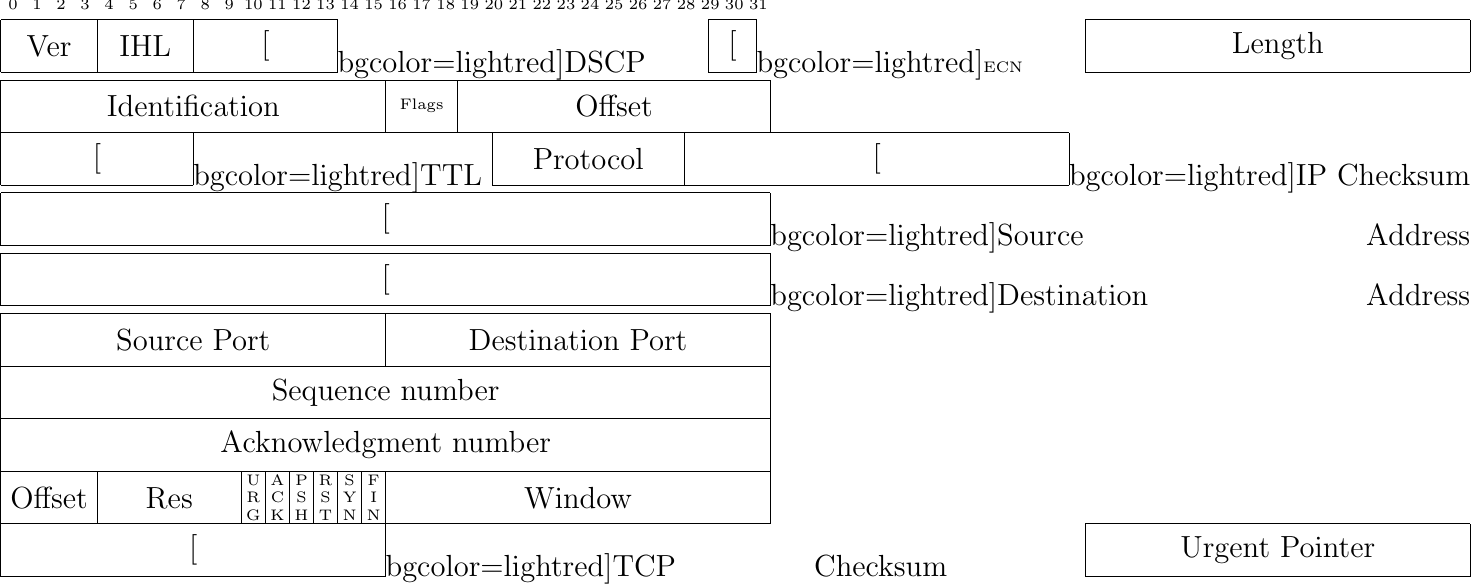 0 1 2 3 4 5 6 7 8 9 10 11 12 13 14 15 16 17 18 19 20 21 22 23 24 25 26 27 28 29 30 31
Ver IHL [ bgcolor=lightred]DSCP [ bgcolor=lightred]ECN Length
Identification Flags Offset
[ bgcolor=lightred]TTL Protocol [ bgcolor=lightred]IP Checksum
[ bgcolor=lightred]Source Address
[ bgcolor=lightred]Destination Address
Source Port Destination Port
Sequence number
Acknowledgment number
Offset Res URG ACK PSH RST SYN FIN Window
[ bgcolor=lightred]TCP Checksum Urgent Pointer